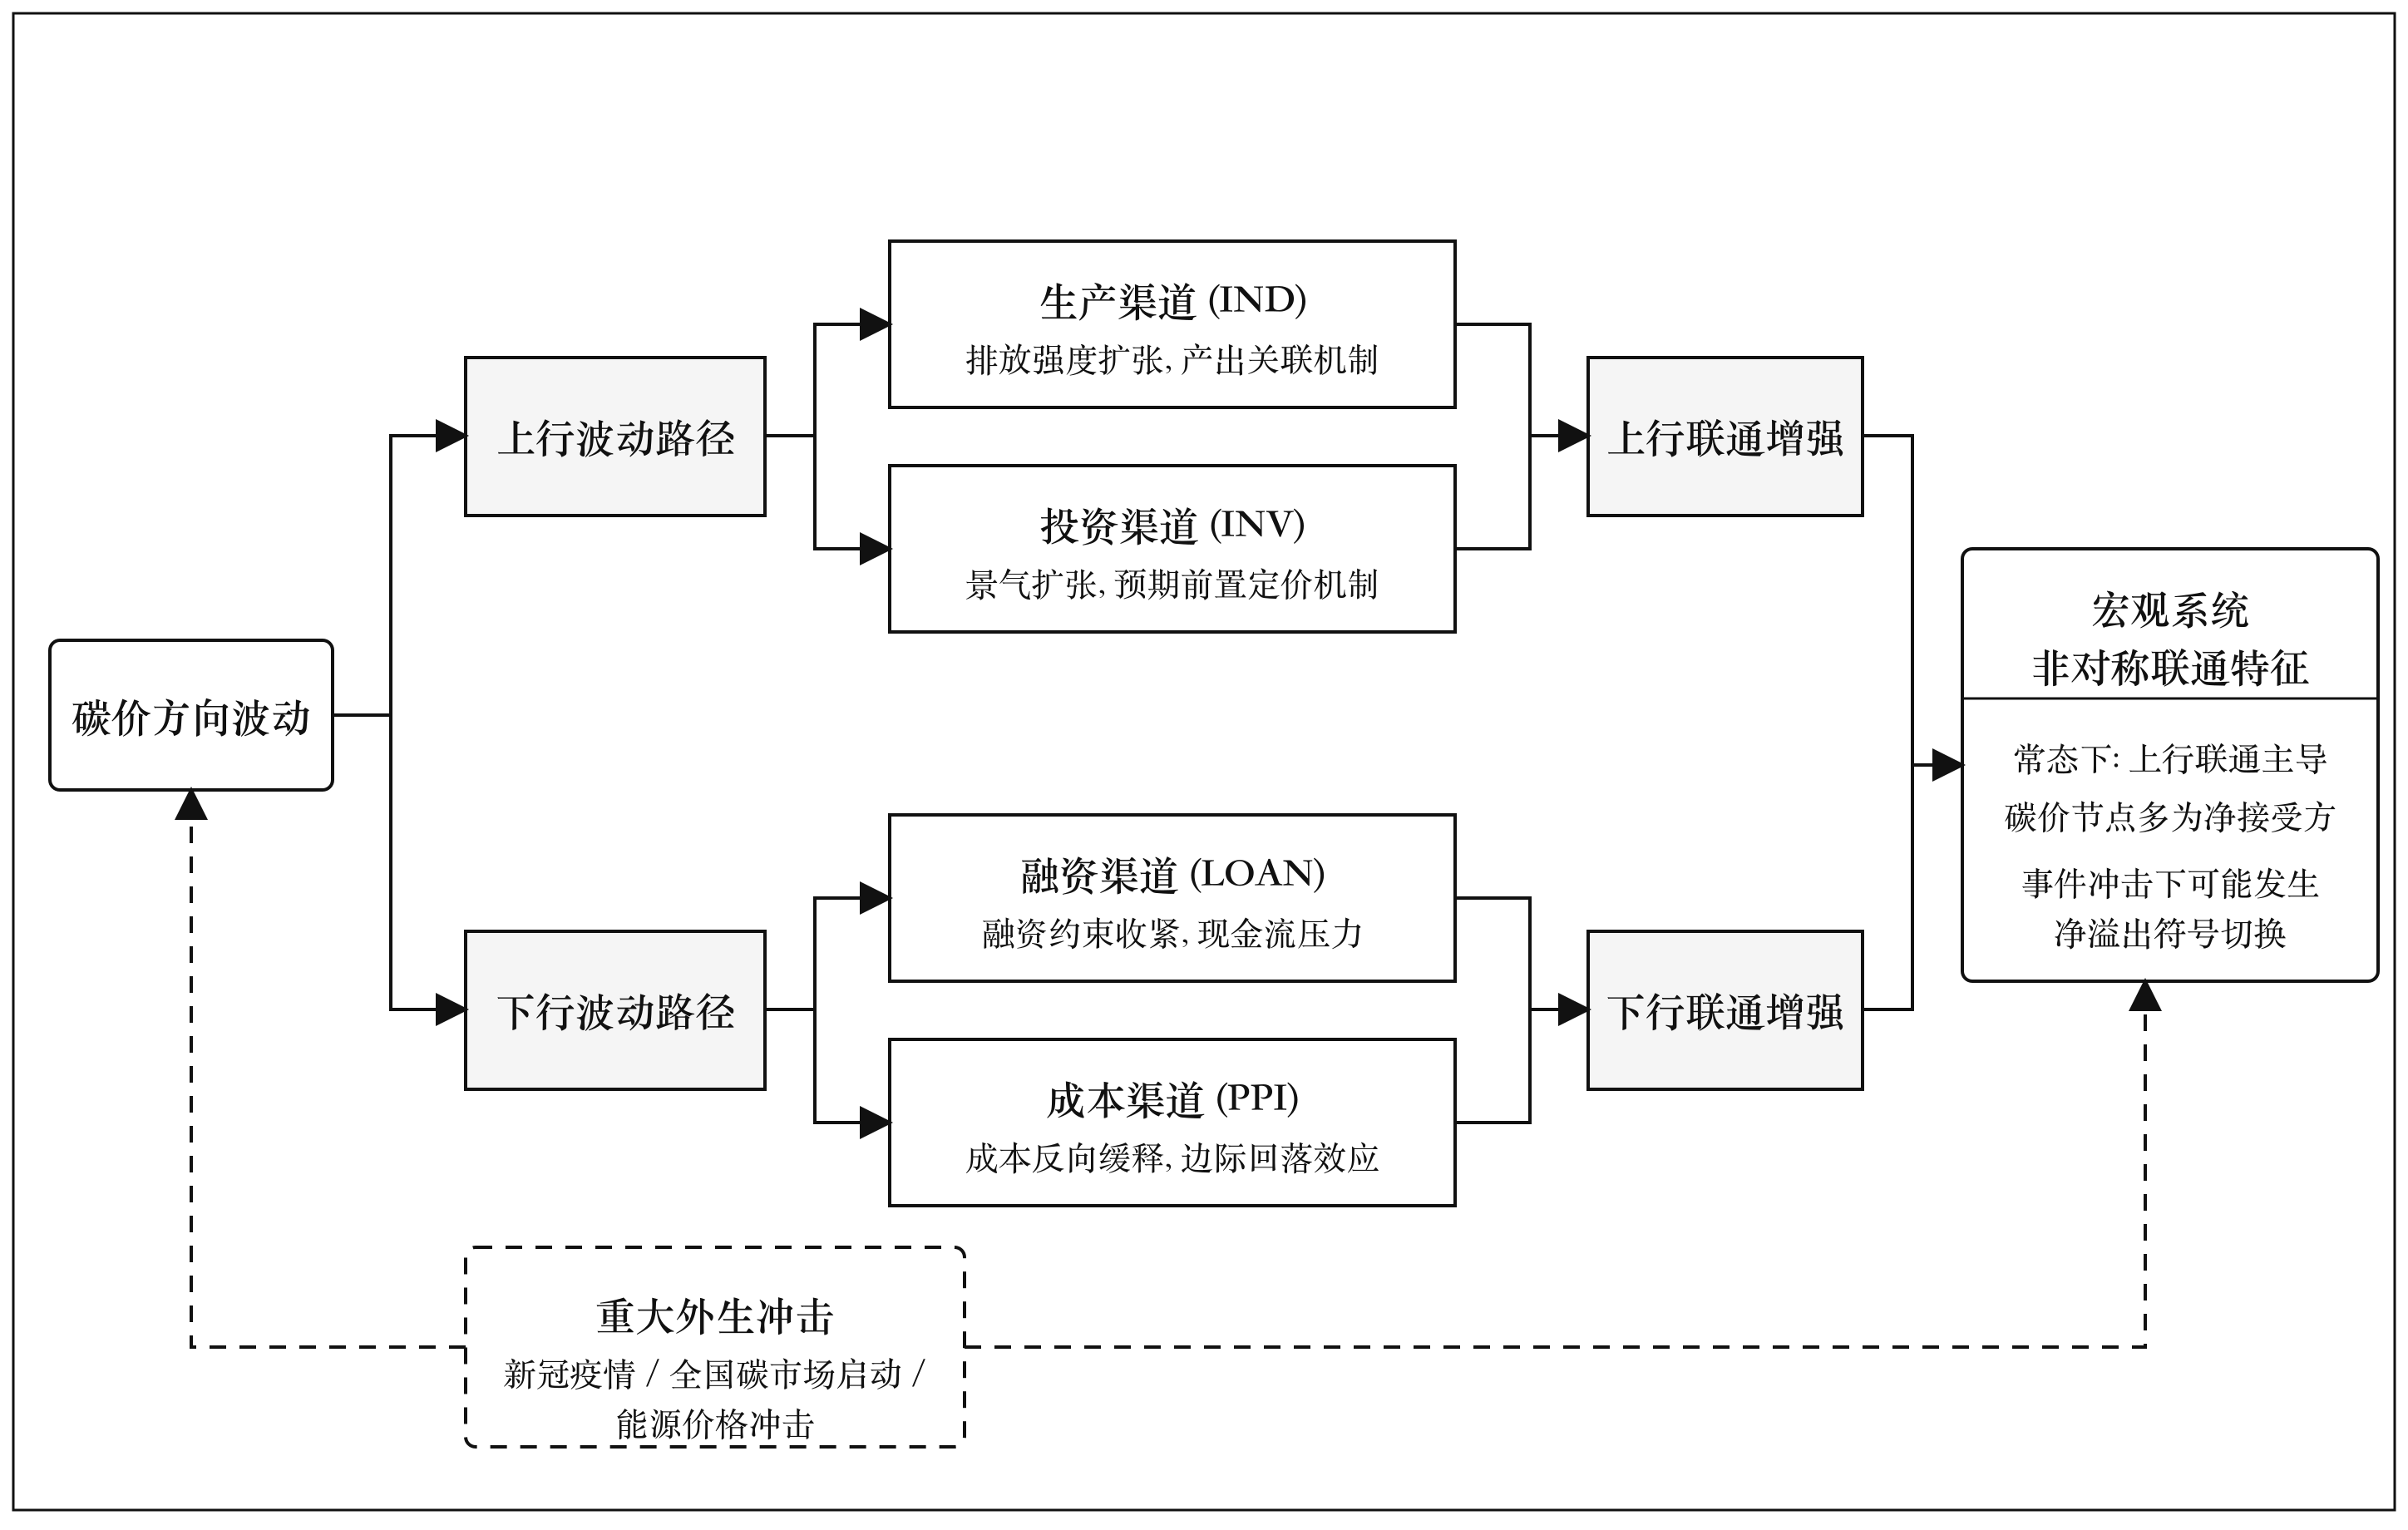 碳价方向波动
上行波动路径
下行波动路径
生产渠道 (IND)
排放强度扩张, 产出关联机制
投资渠道 (INV)
景气扩张, 预期前置定价机制
融资渠道 (LOAN)
融资约束收紧, 现金流压力
成本渠道 (PPI)
成本反向缓释, 边际回落效应
上行联通增强
下行联通增强
宏观系统
非对称联通特征
常态下: 上行联通主导
碳价节点多为净接受方
事件冲击下可能发生
净溢出符号切换
重大外生冲击
新冠疫情 / 全国碳市场启动 /
能源价格冲击